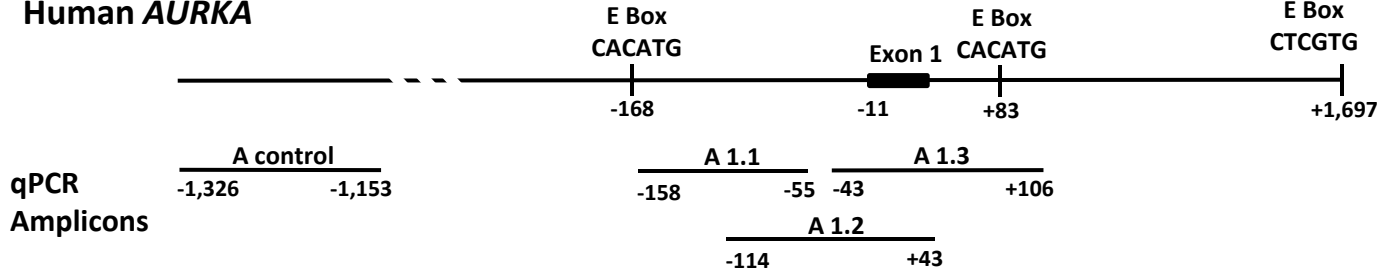 Human AURKA
E Box
CACATG
Exon 1
E Box
CACATG
E Box
CTCGTG
-168
-11
+83
+1,697
qPCR
Amplicons
A control
-1,326
-1,153
A 1.1
-158
-55
A 1.3
-43
+106
A 1.2
-114
+43